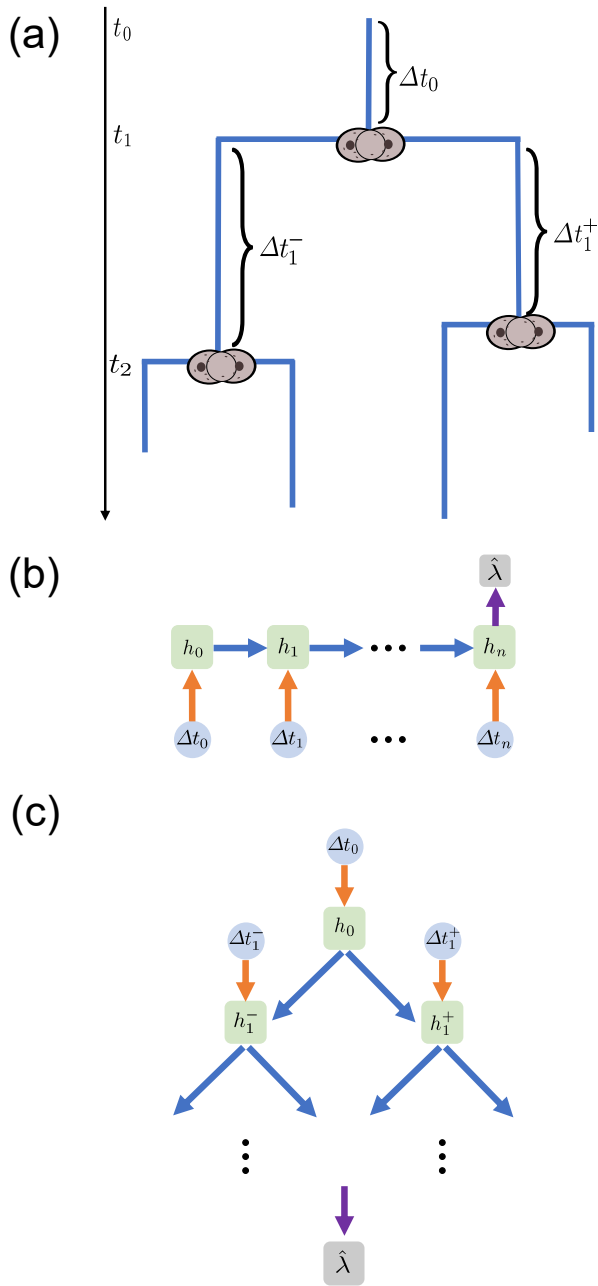 (a)
t₀
Δt₀
t₁
Δt₁⁻
Δt₁⁺
t₂
(b)
λ̂
h₀ h₁ ••• hₙ
Δt₀ Δt₁ ••• Δtₙ
(c)
Δt₀
h₀
Δt₁⁻ Δt₁⁺
h₁⁻ h₁⁺
λ̂